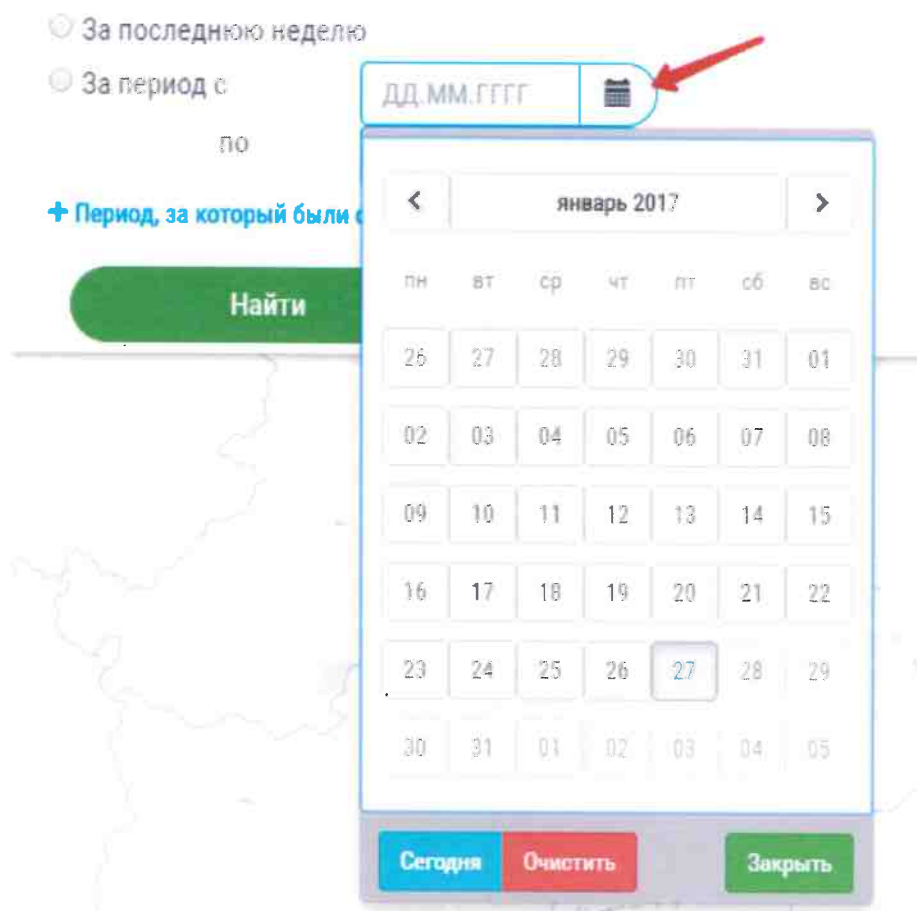 За последнюю неделю
За период с
ДД.ММ.ГГГГ
по
+ Период, за который были
январь 2017
Найти
пн вт ср чт пт сб вс
26 27 28 29 30 31 01
02 03 04 05 06 07 08
09 10 11 12 13 14 15
16 17 18 19 20 21 22
23 24 25 26 27 28 29
30 31 01 02 03 04 05
Сегодня Очистить Закрыть